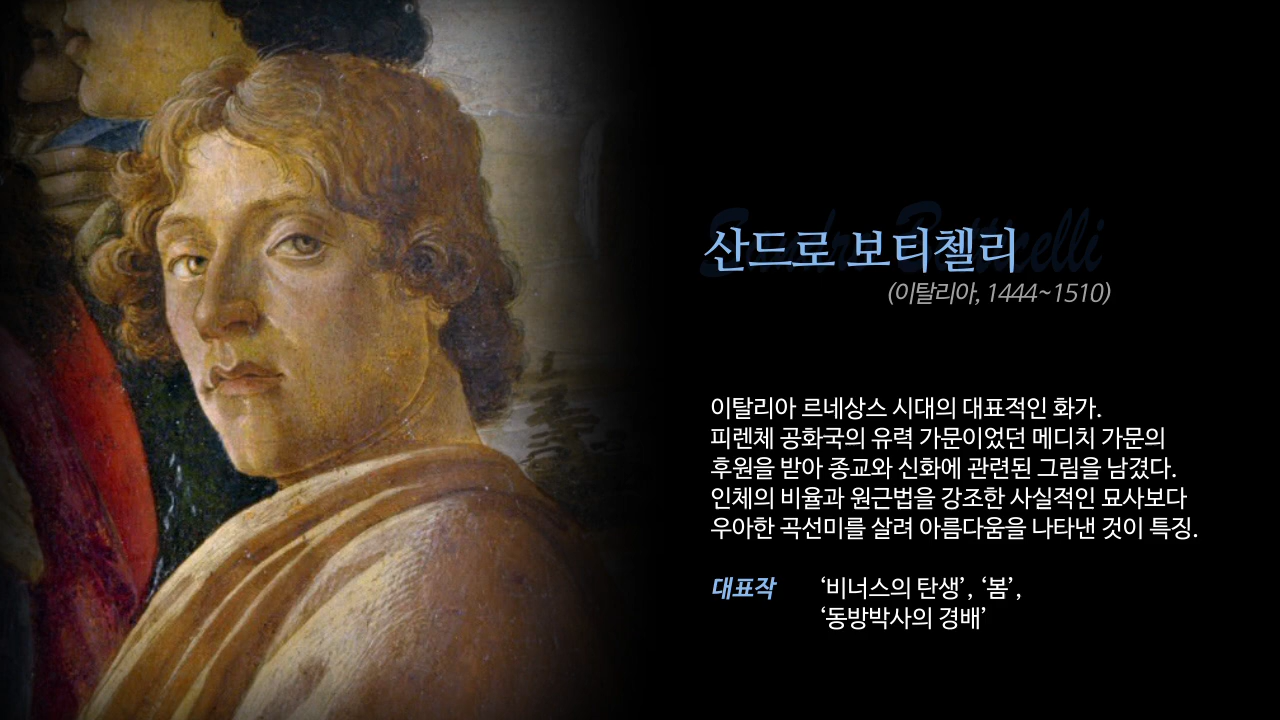 Sandro Botticelli
산드로 보티첼리
(이탈리아, 1444~1510)
이탈리아 르네상스 시대의 대표적인 화가.
피렌체 공화국의 유력 가문이었던 메디치 가문의
후원을 받아 종교와 신화에 관련된 그림을 남겼다.
인체의 비율과 원근법을 강조한 사실적인 묘사보다
우아한 곡선미를 살려 아름다움을 나타낸 것이 특징.
대표작 ‘비너스의 탄생’, ‘봄’,
‘동방박사의 경배’